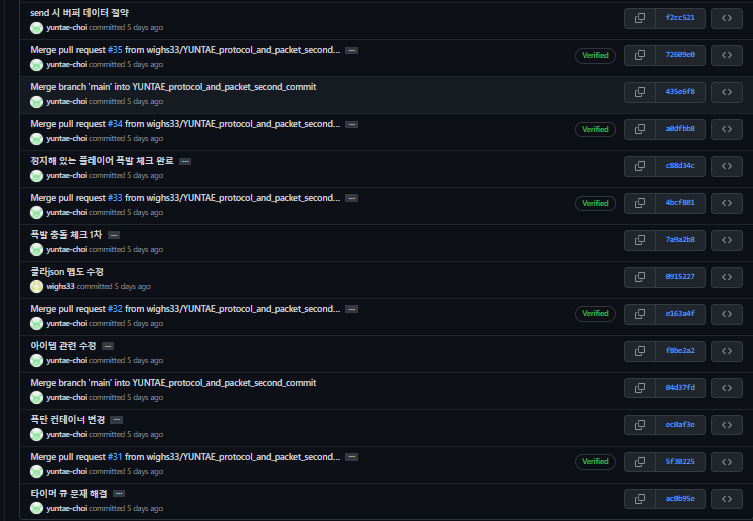 send 시 버퍼 데이터 절약
yuntae-choi committed 5 days ago
f2cc521
Merge pull request #35 from wighs33/YUNTAE_protocol_and_packet_second... ...
yuntae-choi committed 5 days ago
Verified
72609e0
Merge branch 'main' into YUNTAE_protocol_and_packet_second_commit
yuntae-choi committed 5 days ago
435e6f8
Merge pull request #34 from wighs33/YUNTAE_protocol_and_packet_second... ...
yuntae-choi committed 5 days ago
Verified
a0dfbb8
정지해 있는 플레이어 폭발 체크 완료 ...
yuntae-choi committed 5 days ago
c88d34c
Merge pull request #33 from wighs33/YUNTAE_protocol_and_packet_second... ...
yuntae-choi committed 5 days ago
Verified
4bcf801
폭발 충돌 체크 1차 ...
yuntae-choi committed 5 days ago
7a9a2b8
클라json 맵도 수정
wighs33 committed 5 days ago
0915227
Merge pull request #32 from wighs33/YUNTAE_protocol_and_packet_second... ...
yuntae-choi committed 5 days ago
Verified
e163a4f
아이템 관련 수정 ...
yuntae-choi committed 5 days ago
f8be2a2
Merge branch 'main' into YUNTAE_protocol_and_packet_second_commit
yuntae-choi committed 5 days ago
04d37fd
폭탄 컨테이너 변경 ...
yuntae-choi committed 5 days ago
ec0af3e
Merge pull request #31 from wighs33/YUNTAE_protocol_and_packet_second... ...
yuntae-choi committed 5 days ago
Verified
5f30225
타이머 큐 문제 해결 ...
yuntae-choi committed 5 days ago
ac0b95e